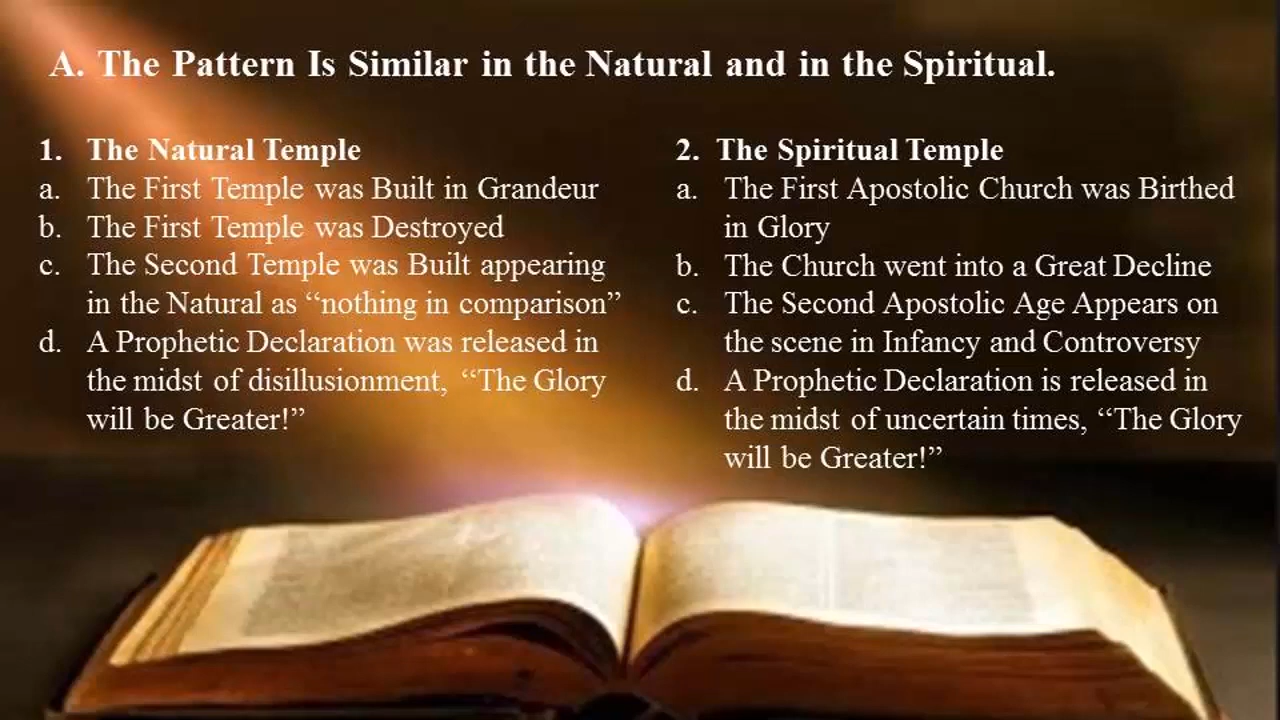 A. The Pattern Is Similar in the Natural and in the Spiritual.
1. The Natural Temple
a. The First Temple was Built in Grandeur
b. The First Temple was Destroyed
c. The Second Temple was Built appearing
in the Natural as “nothing in comparison”
d. A Prophetic Declaration was released in
the midst of disillusionment, “The Glory
will be Greater!”
2. The Spiritual Temple
a. The First Apostolic Church was Birthed
in Glory
b. The Church went into a Great Decline
c. The Second Apostolic Age Appears on
the scene in Infancy and Controversy
d. A Prophetic Declaration is released in
the midst of uncertain times, “The Glory
will be Greater!”